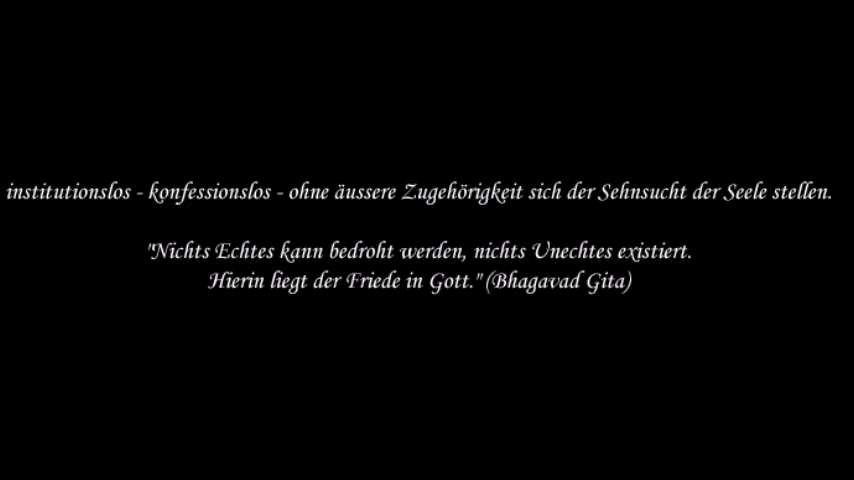 institutionslos - konfessionslos - ohne äussere Zugehörigkeit sich der Sehnsucht der Seele stellen.
"Nichts Echtes kann bedroht werden, nichts Unechtes existiert.
Hierin liegt der Friede in Gott." (Bhagavad Gita)